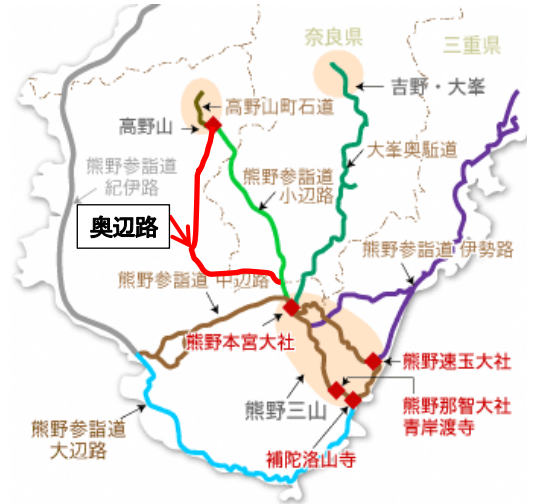 奈良県
三重県
吉野・大峯
高野山町石道
高野山
大峯奥駈道
熊野参詣道
紀伊路
熊野参詣道
小辺路
奥辺路
熊野参詣道 伊勢路
熊野参詣道 中辺路
熊野本宮大社
熊野速玉大社
熊野那智大社
青岸渡寺
熊野三山
熊野参詣道
大辺路
補陀洛山寺